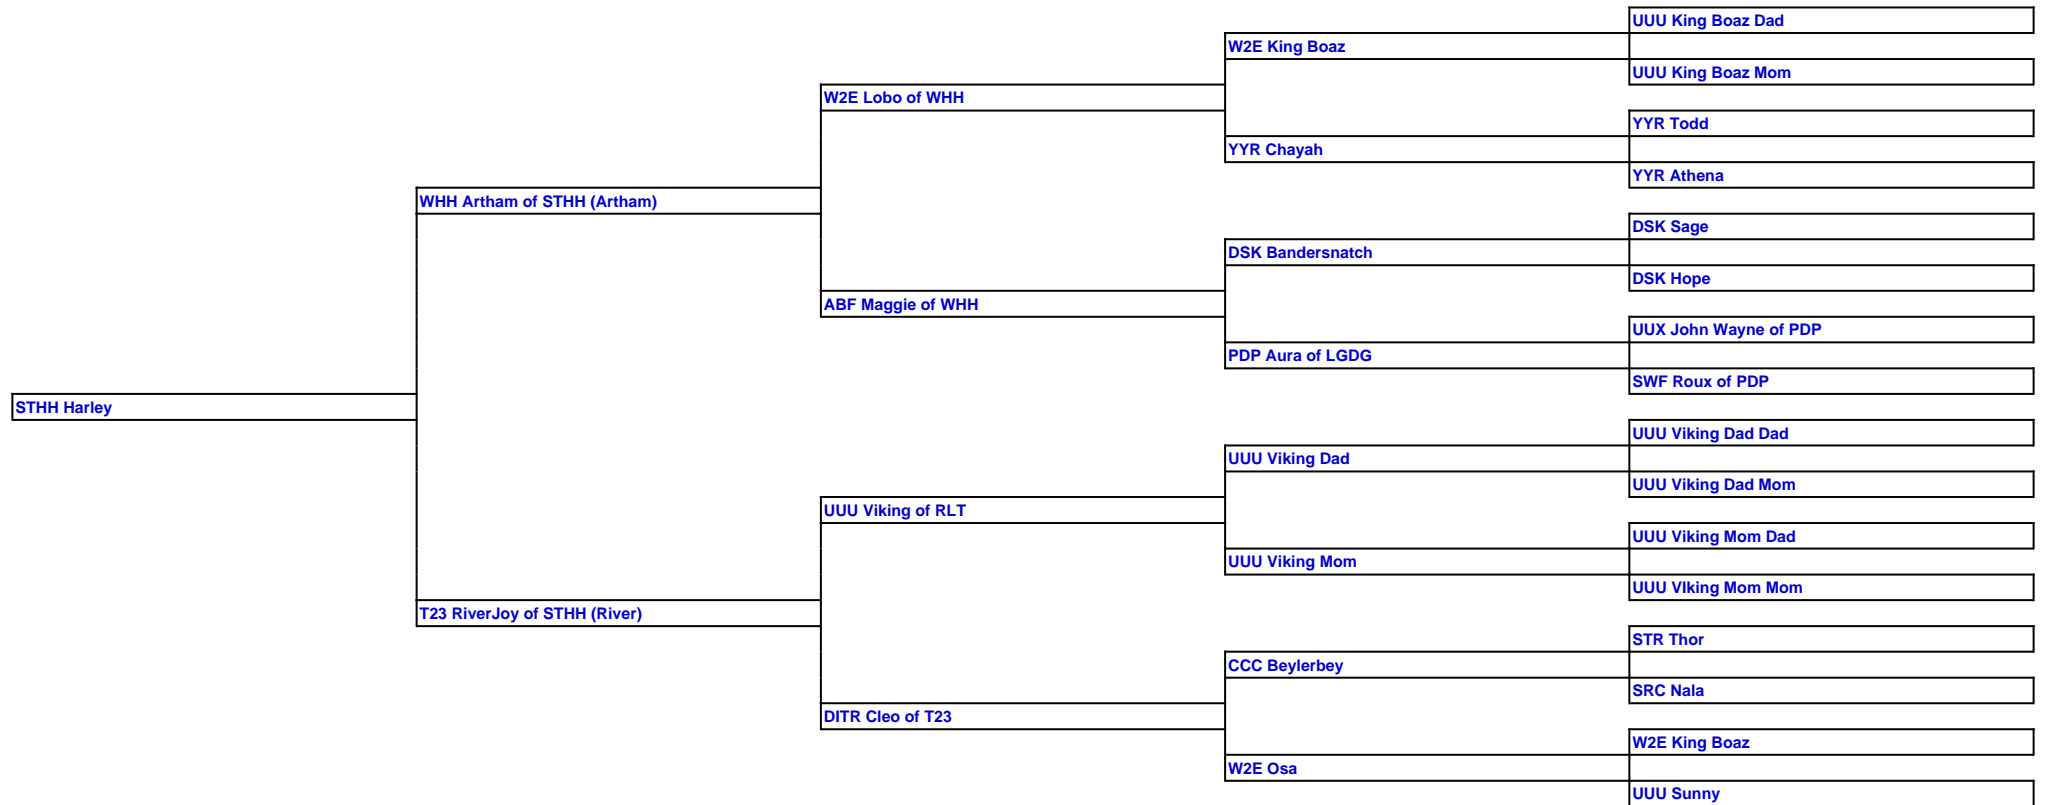 UUU King Boaz Dad
W2E King Boaz
UUU King Boaz Mom
W2E Lobo of WHH
YYR Todd
YYR Chayah
YYR Athena
WHH Artham of STHH (Artham)
DSK Sage
DSK Bandersnatch
DSK Hope
ABF Maggie of WHH
UUX John Wayne of PDP
PDP Aura of LGDG
SWF Roux of PDP
STHH Harley
UUU Viking Dad Dad
UUU Viking Dad
UUU Viking Dad Mom
UUU Viking of RLT
UUU Viking Mom Dad
UUU Viking Mom
UUU VIking Mom Mom
T23 RiverJoy of STHH (River)
STR Thor
CCC Beylerbey
SRC Nala
DITR Cleo of T23
W2E King Boaz
W2E Osa
UUU Sunny